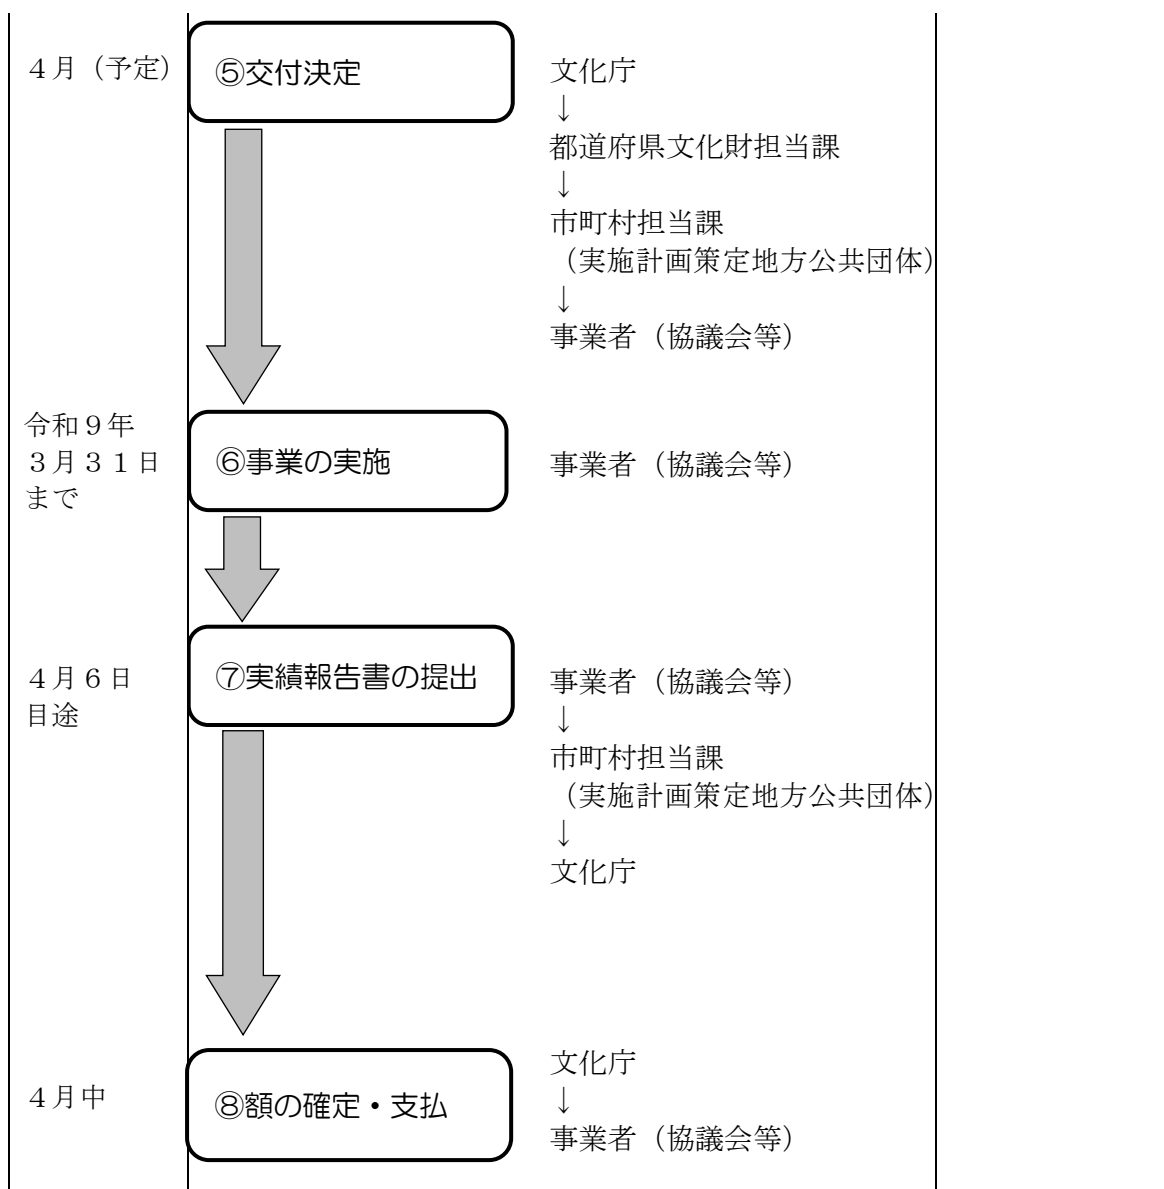 ４月（予定）
⑤交付決定
文化庁
↓
都道府県文化財担当課
↓
市町村担当課
（実施計画策定地方公共団体）
↓
事業者（協議会等）
令和９年
３月３１日
まで
⑥事業の実施
事業者（協議会等）
４月６日
目途
⑦実績報告書の提出
事業者（協議会等）
↓
市町村担当課
（実施計画策定地方公共団体）
↓
文化庁
４月中
⑧額の確定・支払
文化庁
↓
事業者（協議会等）